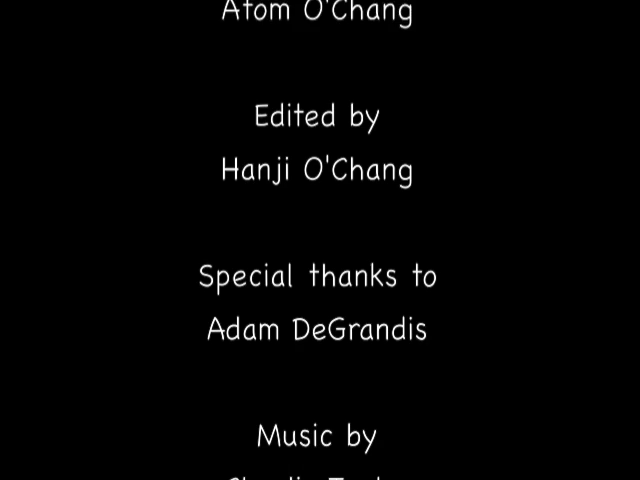 Atom O'Chang
Edited by
Hanji O'Chang
Special thanks to
Adam DeGrandis
Music by